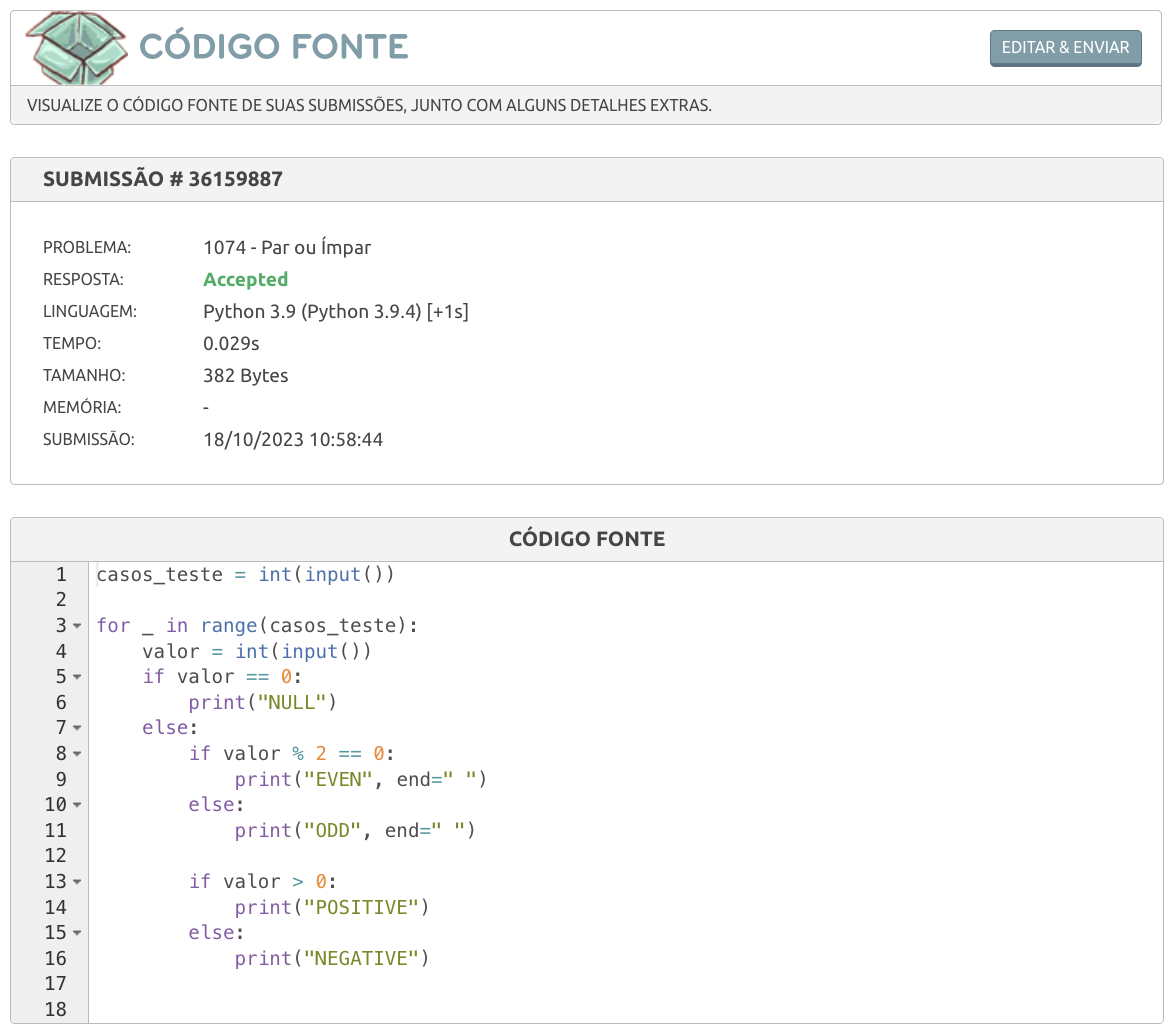 CÓDIGO FONTE
EDITAR & ENVIAR
VISUALIZE O CÓDIGO FONTE DE SUAS SUBMISSÕES, JUNTO COM ALGUNS DETALHES EXTRAS.
SUBMISSÃO # 36159887
PROBLEMA: 1074 - Par ou Ímpar
RESPOSTA: Accepted
LINGUAGEM: Python 3.9 (Python 3.9.4) [+1s]
TEMPO: 0.029s
TAMANHO: 382 Bytes
MEMÓRIA: -
SUBMISSÃO: 18/10/2023 10:58:44
CÓDIGO FONTE
1 casos_teste = int(input())
2
3 for _ in range(casos_teste):
4     valor = int(input())
5     if valor == 0:
6         print("NULL")
7     else:
8         if valor % 2 == 0:
9             print("EVEN", end=" ")
10         else:
11             print("ODD", end=" ")
12
13         if valor > 0:
14             print("POSITIVE")
15         else:
16             print("NEGATIVE")
17
18